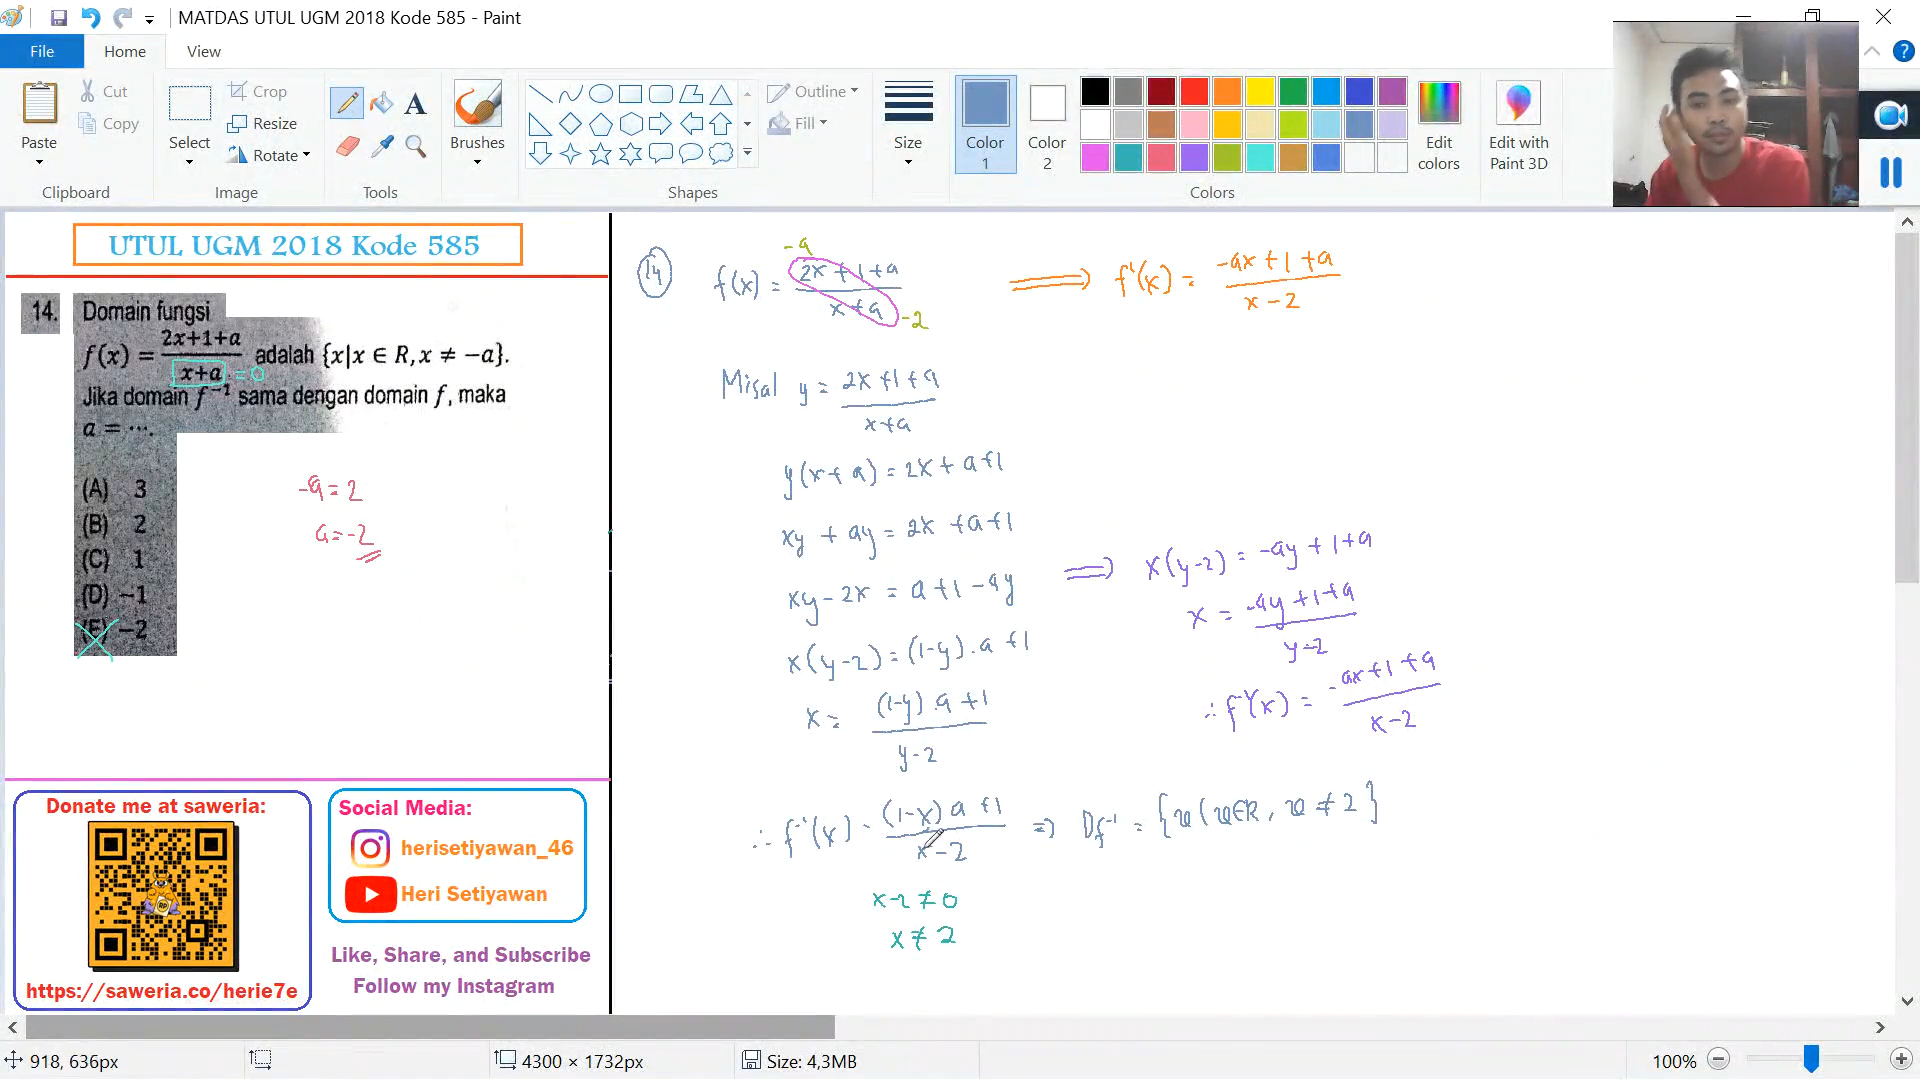 MATDAS UTUL UGM 2018 Kode 585 - Paint
File Home View
Paste
Cut
Copy
Clipboard
Select
Crop
Resize
Rotate
Image
Tools
Brushes
Shapes
Outline
Fill
Size
Color 1
Color 2
Colors
Edit colors
Edit with Paint 3D
UTUL UGM 2018 Kode 585
14. Domain fungsi
f(x) = 2x+1+a / x+a adalah {x|x ∈ R, x ≠ −a}.
= 0
Jika domain f⁻¹ sama dengan domain f, maka
a = ⋯.
(A) 3
(B) 2
(C) 1
(D) −1
(E) −2
-a = 2
a = -2
Donate me at saweria:
https://saweria.co/herie7e
Social Media:
herisetiyawan_46
Heri Setiyawan
Like, Share, and Subscribe
Follow my Instagram
14
-a
f(x) = 2x+1+a / x+a
-2
⟹ f⁻¹(x) = -ax+1+a / x-2
Misal y = 2x+1+a / x+a
y(x+a) = 2x+a+1
xy + ay = 2x+a+1
xy - 2x = a+1-ay
x(y-2) = (1-y).a+1
x = (1-y).a+1 / y-2
⟹ x(y-2) = -ay+1+a
x = -ay+1+a / y-2
∴ f⁻¹(x) = -ax+1+a / x-2
∴ f⁻¹(x) = (1-x)a+1 / x-2 ⇒ Df⁻¹ = {x|x∈R, x≠2}
x-2 ≠ 0
x ≠ 2
918, 636px
4300 × 1732px
Size: 4,3MB
100%